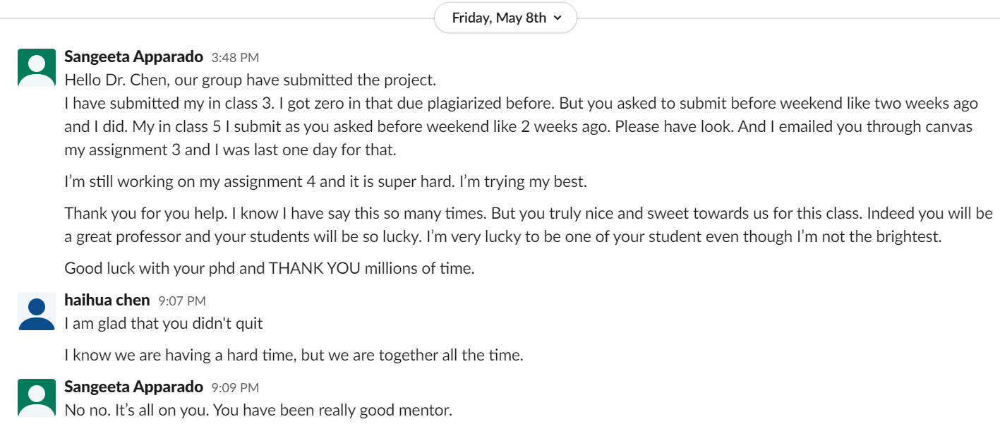 Friday, May 8th
Sangeeta Apparado 3:48 PM
Hello Dr. Chen, our group have submitted the project.
I have submitted my in class 3. I got zero in that due plagiarized before. But you asked to submit before weekend like two weeks ago
and I did. My in class 5 I submit as you asked before weekend like 2 weeks ago. Please have look. And I emailed you through canvas
my assignment 3 and I was last one day for that.
I’m still working on my assignment 4 and it is super hard. I’m trying my best.
Thank you for you help. I know I have say this so many times. But you truly nice and sweet towards us for this class. Indeed you will be
a great professor and your students will be so lucky. I’m very lucky to be one of your student even though I’m not the brightest.
Good luck with your phd and THANK YOU millions of time.
haihua chen 9:07 PM
I am glad that you didn't quit
I know we are having a hard time, but we are together all the time.
Sangeeta Apparado 9:09 PM
No no. It’s all on you. You have been really good mentor.